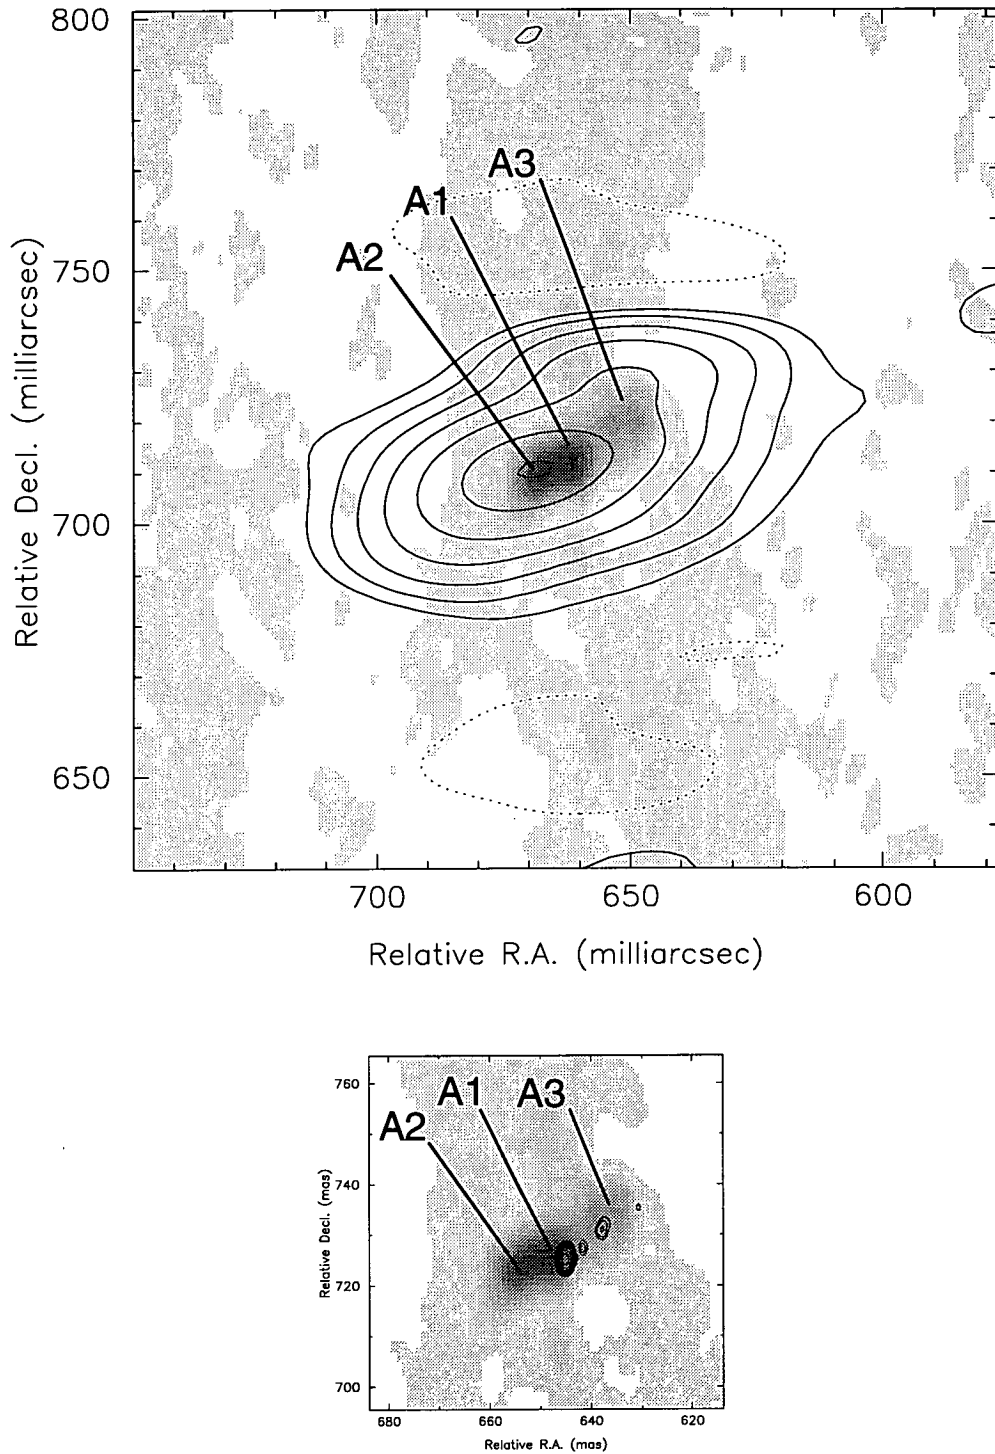 800
A3
A1
A2
750
Relative Decl. (milliarcsec)
700
650
700 650 600
Relative R.A. (milliarcsec)
A1 A3
A2
760
740
Relative Decl. (mas)
720
700
680 660 640 620
Relative R.A. (mas)